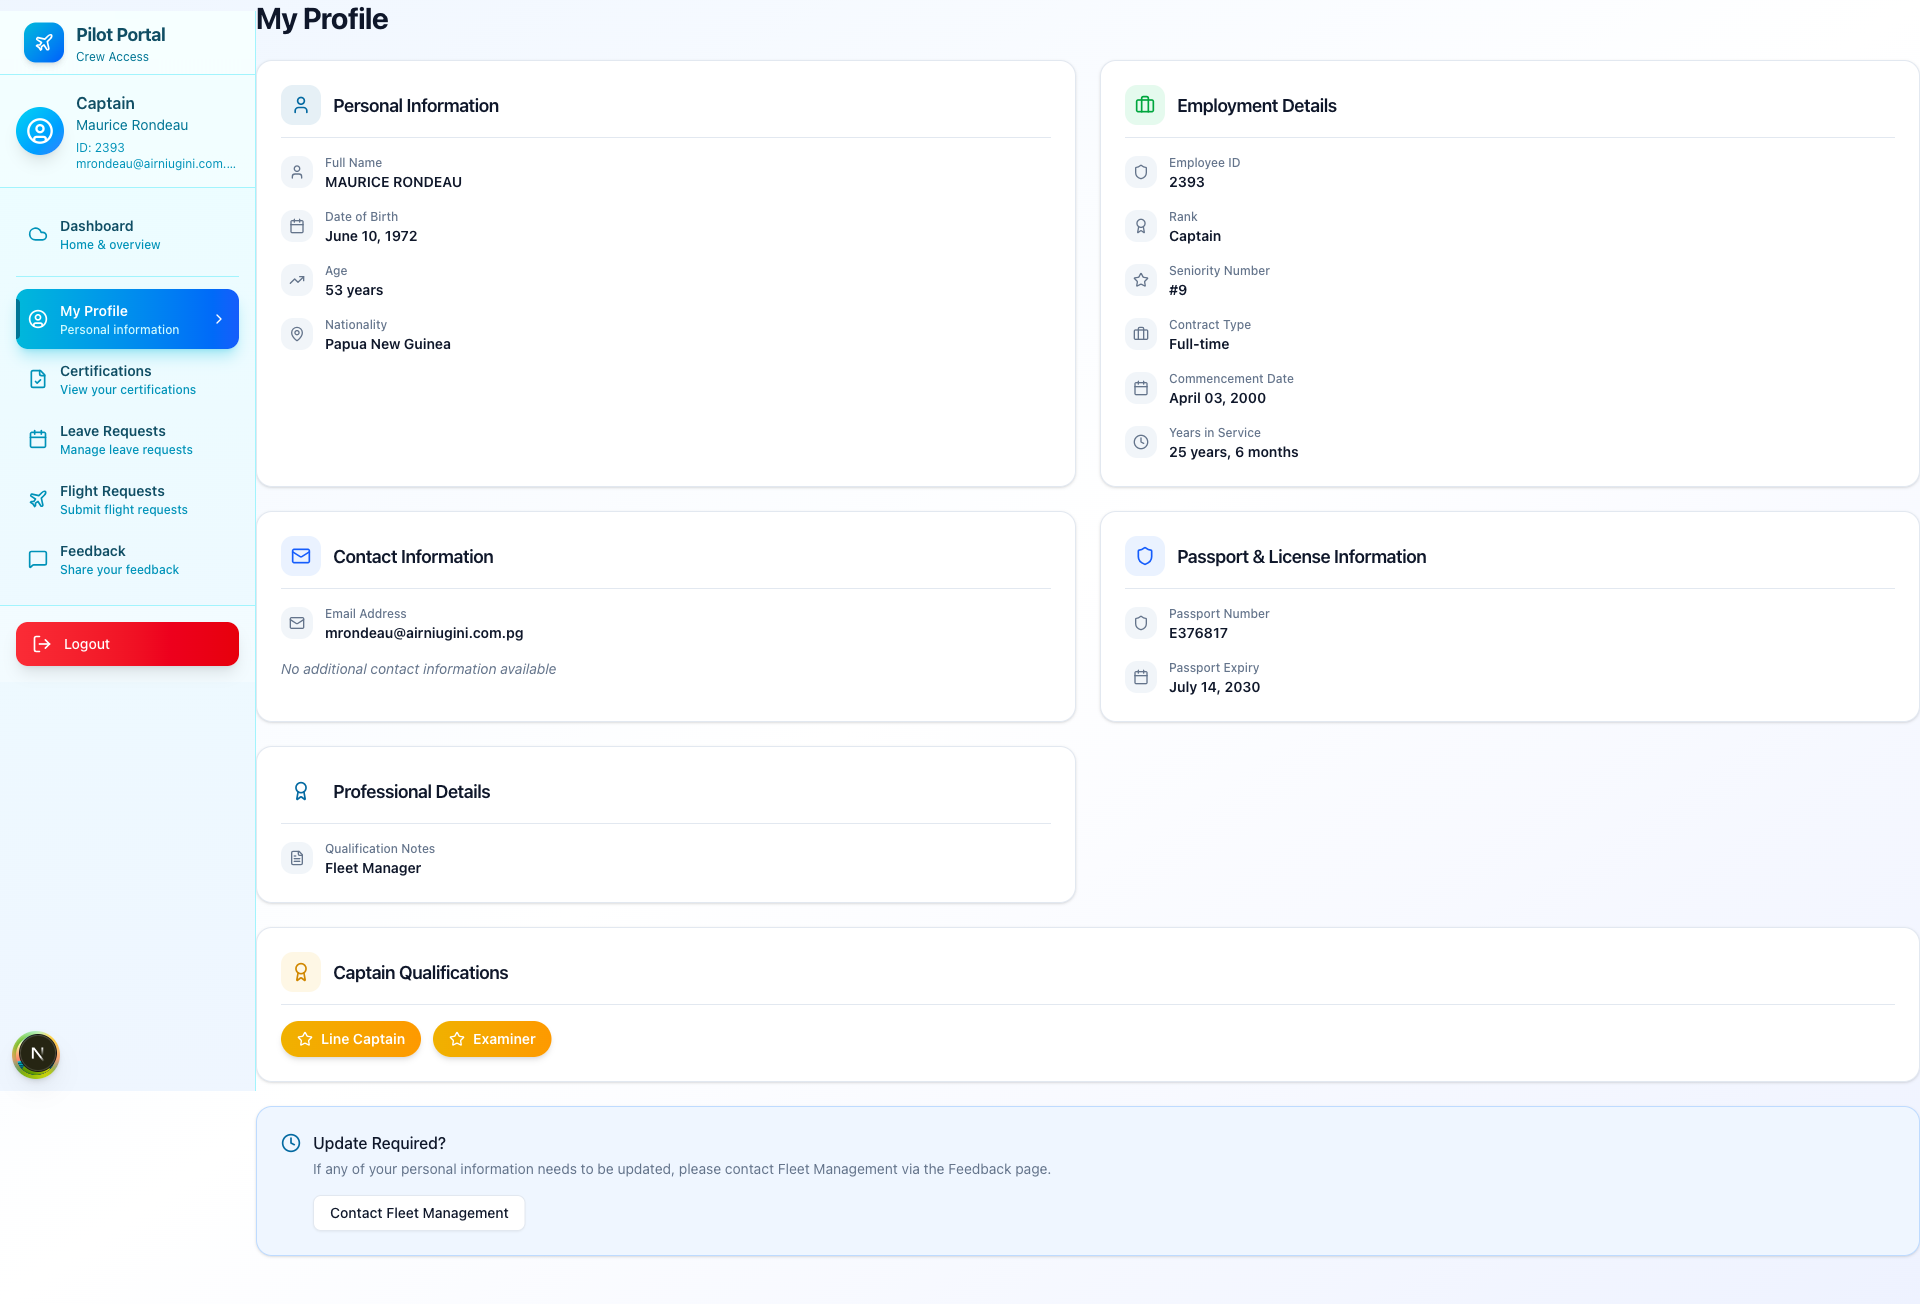 Pilot Portal
Crew Access
Captain
Maurice Rondeau
ID: 2393
mrondeau@airniugini.com....
Dashboard
Home & overview
My Profile
Personal information
Certifications
View your certifications
Leave Requests
Manage leave requests
Flight Requests
Submit flight requests
Feedback
Share your feedback
Logout
N
My Profile
Personal Information
Full Name
MAURICE RONDEAU
Date of Birth
June 10, 1972
Age
53 years
Nationality
Papua New Guinea
Employment Details
Employee ID
2393
Rank
Captain
Seniority Number
#9
Contract Type
Full-time
Commencement Date
April 03, 2000
Years in Service
25 years, 6 months
Contact Information
Email Address
mrondeau@airniugini.com.pg
No additional contact information available
Passport & License Information
Passport Number
E376817
Passport Expiry
July 14, 2030
Professional Details
Qualification Notes
Fleet Manager
Captain Qualifications
Line Captain
Examiner
Update Required?
If any of your personal information needs to be updated, please contact Fleet Management via the Feedback page.
Contact Fleet Management